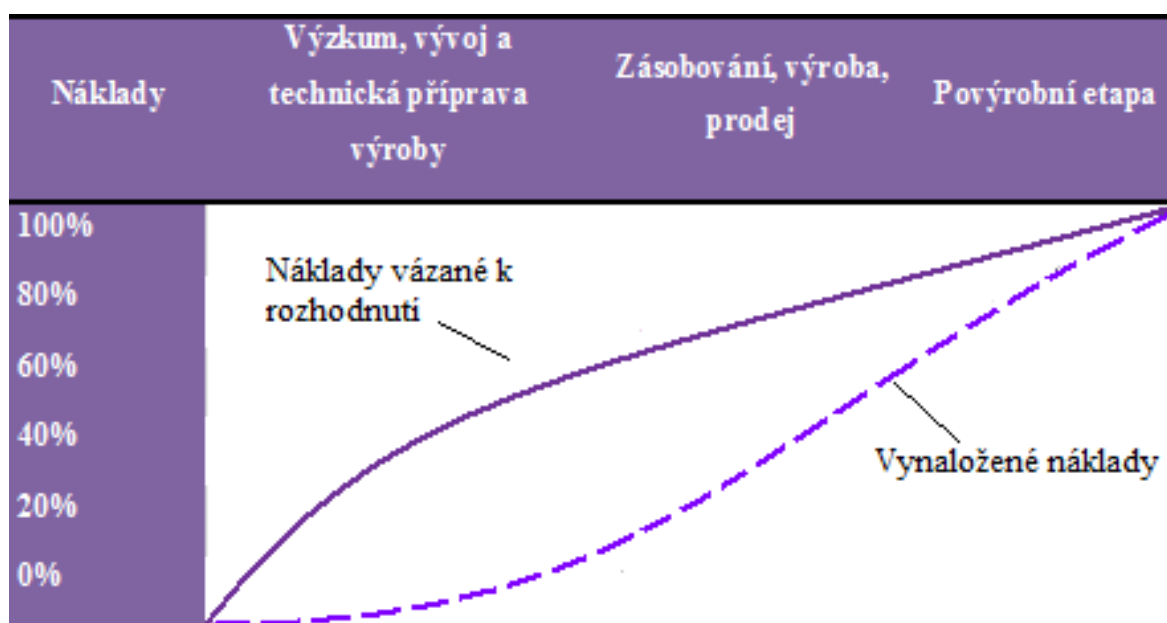 Náklady
Výzkum, vývoj a
technická příprava
výroby
Zásobování, výroba,
prodej
Povýrobní etapa
100%
80%
60%
40%
20%
0%
Náklady vázané k
rozhodnutí
Vynaložené náklady